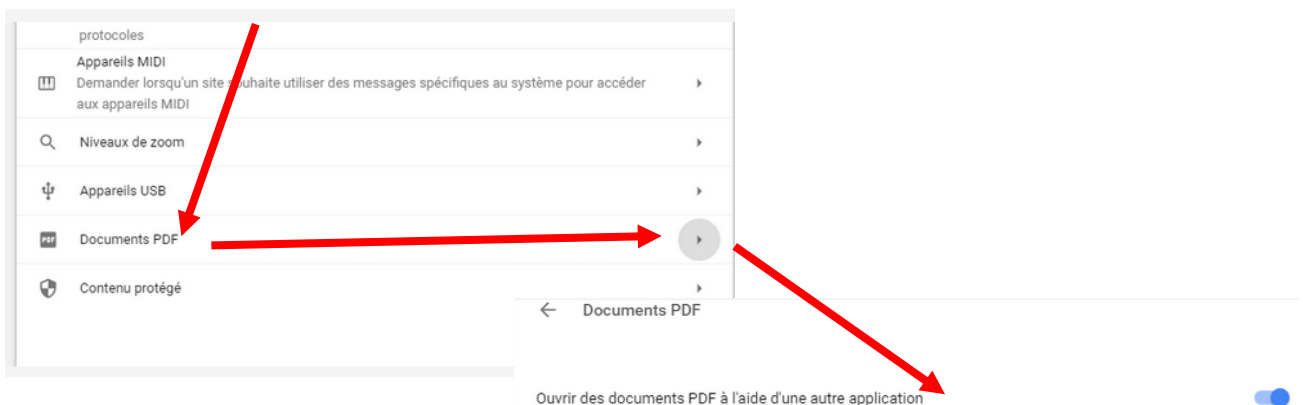 protocoles
Appareils MIDI
Demander lorsqu'un site souhaite utiliser des messages spécifiques au système pour accéder
aux appareils MIDI
Niveaux de zoom
Appareils USB
PDF Documents PDF
Contenu protégé
Documents PDF
Ouvrir des documents PDF à l'aide d'une autre application